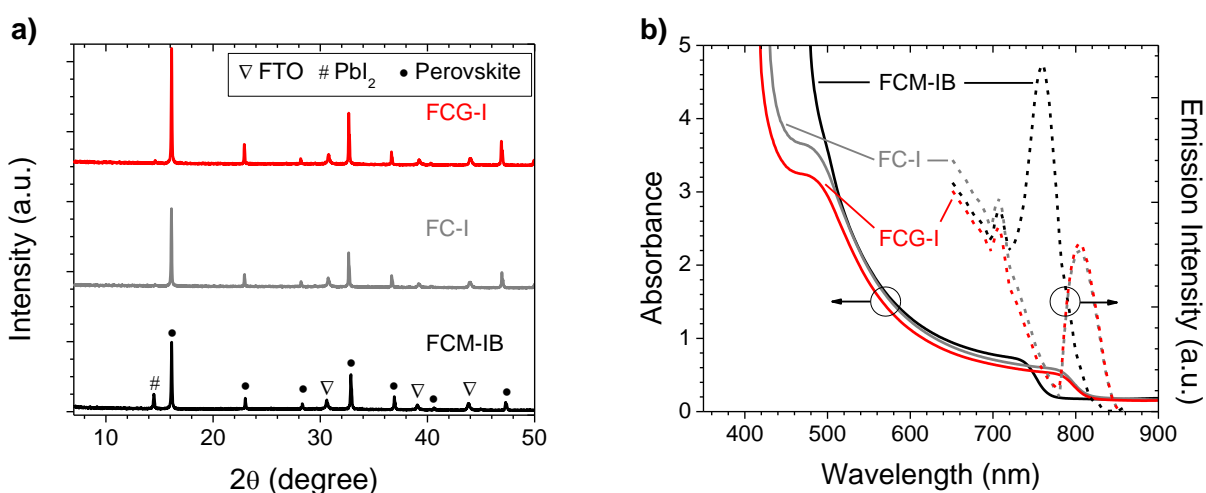 a)
∇ FTO # PbI2 • Perovskite
FCG-I
FC-I
FCM-IB
#
Intensity (a.u.)
10 20 30 40 50
2θ (degree)
b)
5
4
3
2
1
0
FCM-IB
FC-I
FCG-I
Absorbance
Emission Intensity (a.u.)
400 500 600 700 800 900
Wavelength (nm)